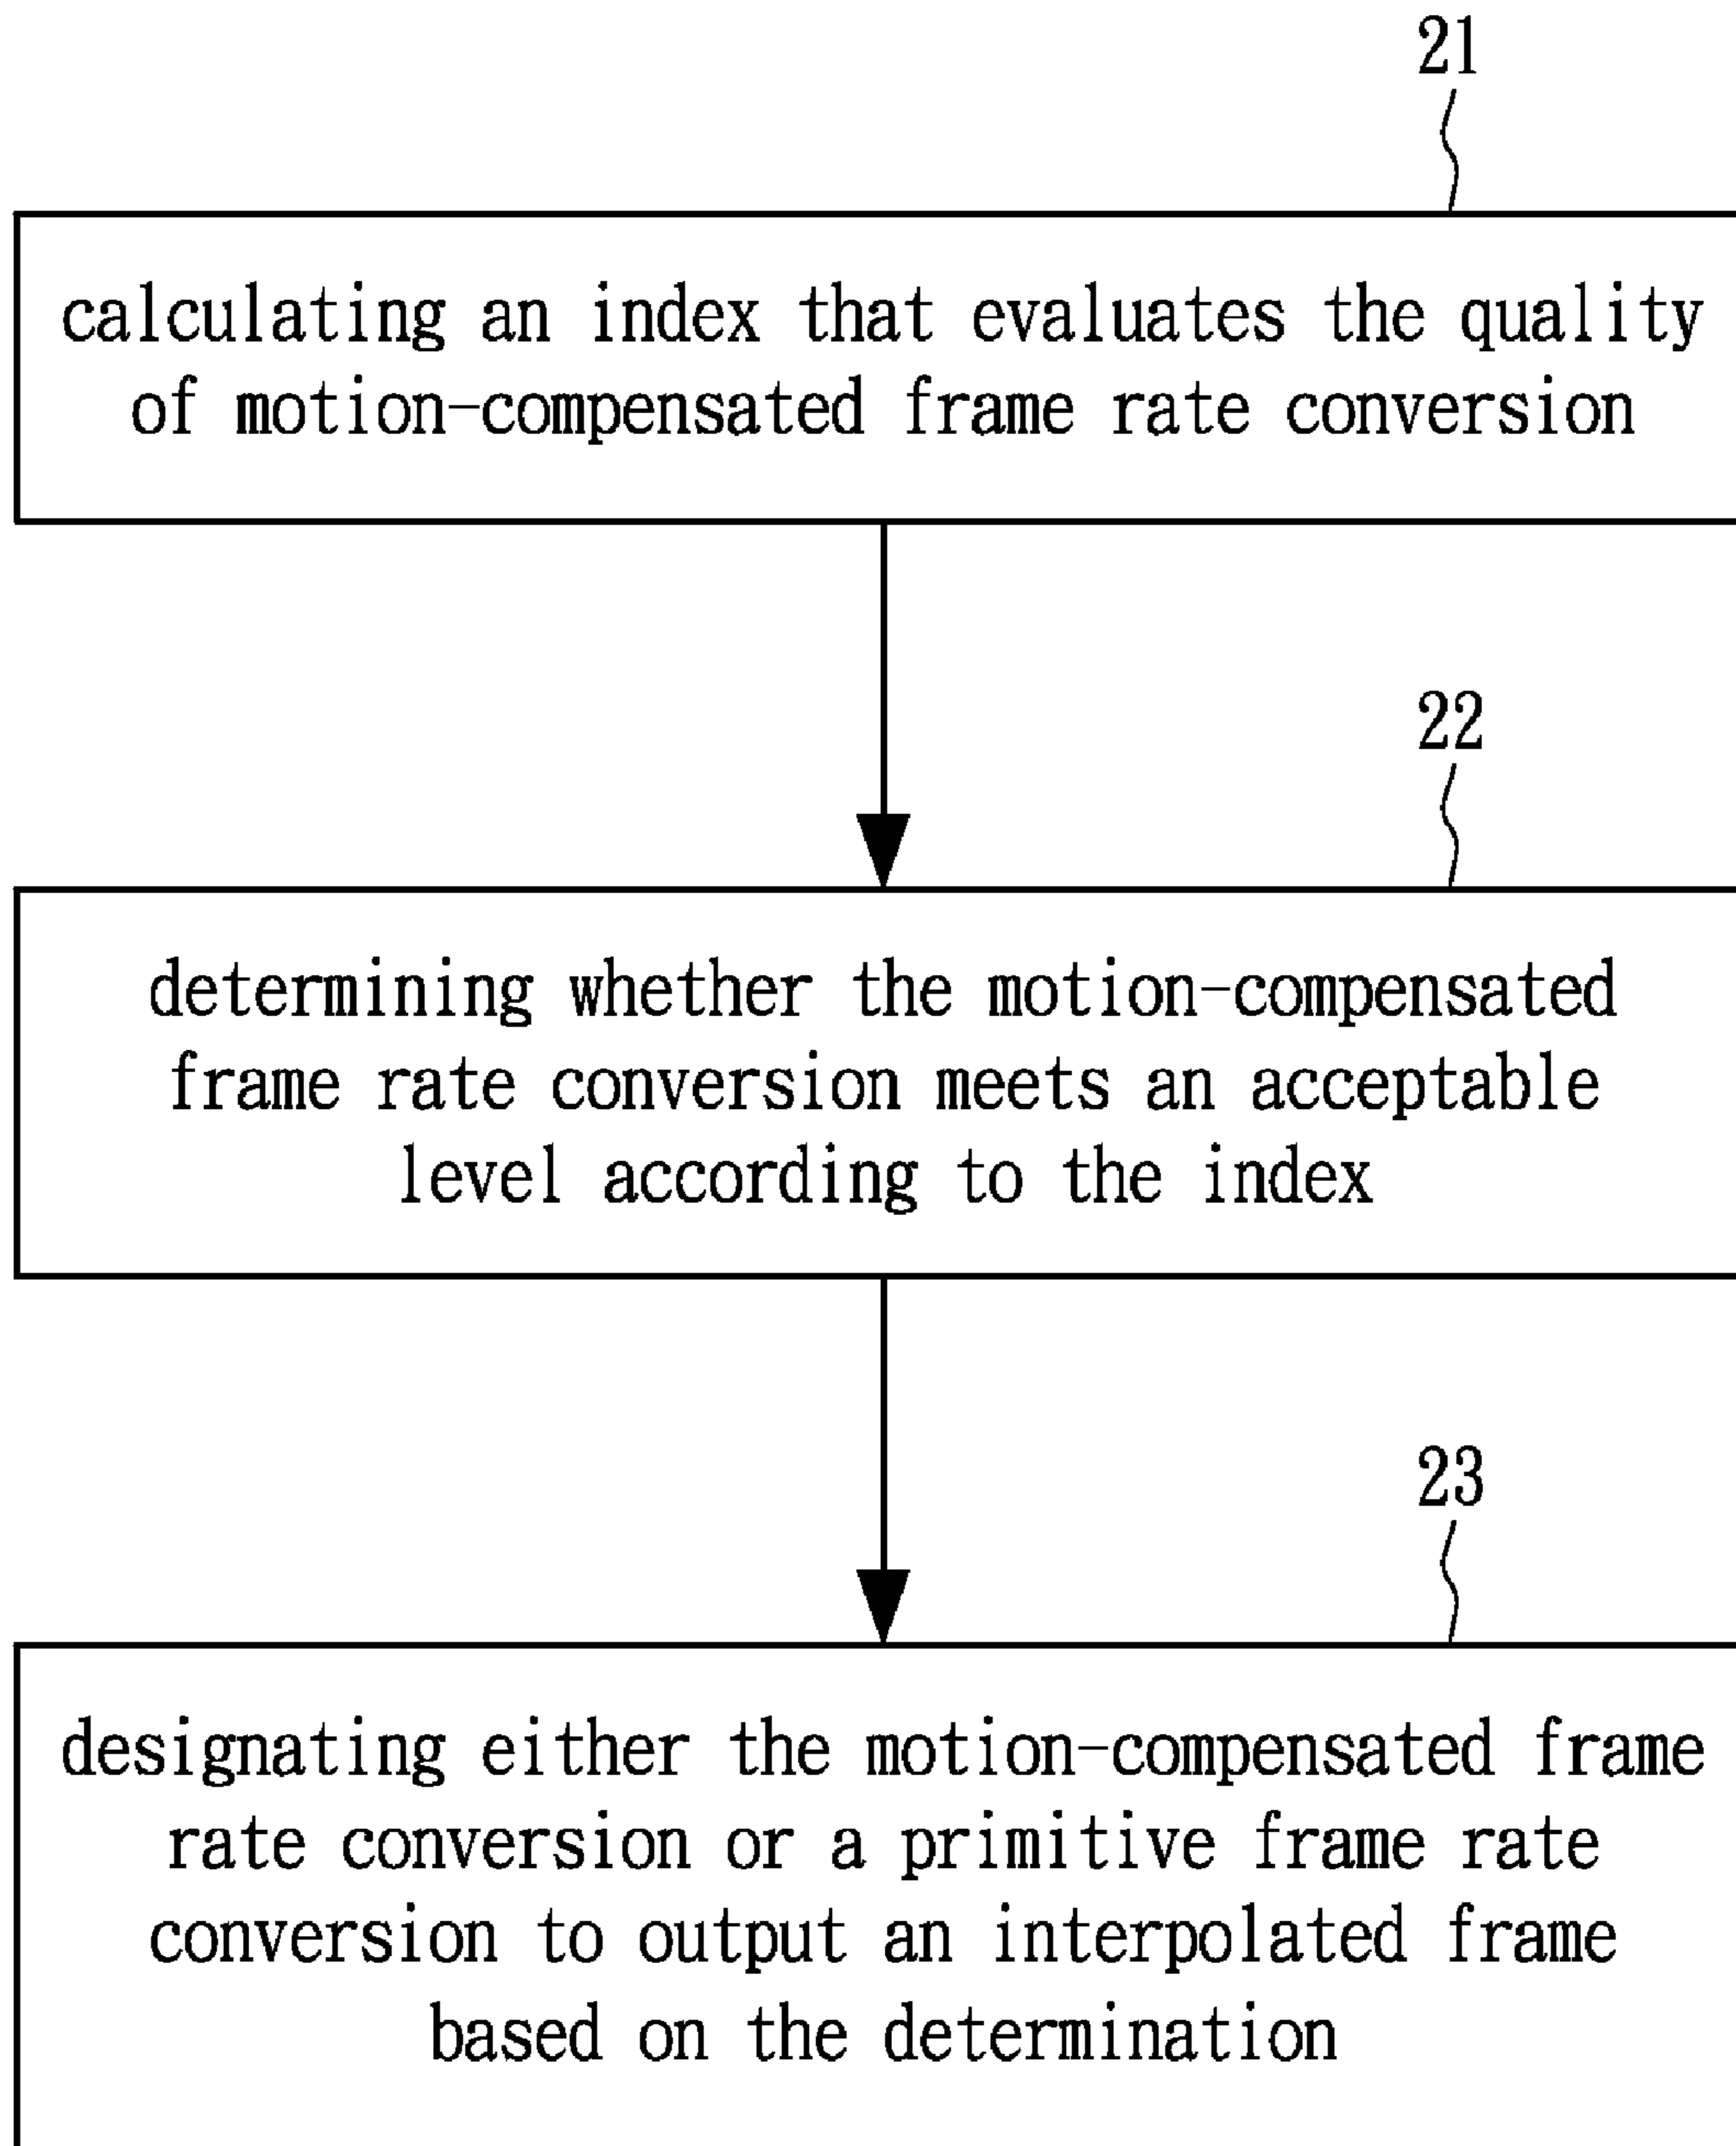 21
calculating an index that evaluates the quality
of motion-compensated frame rate conversion
22
determining whether the motion-compensated
frame rate conversion meets an acceptable
level according to the index
23
designating either the motion-compensated frame
rate conversion or a primitive frame rate
conversion to output an interpolated frame
based on the determination